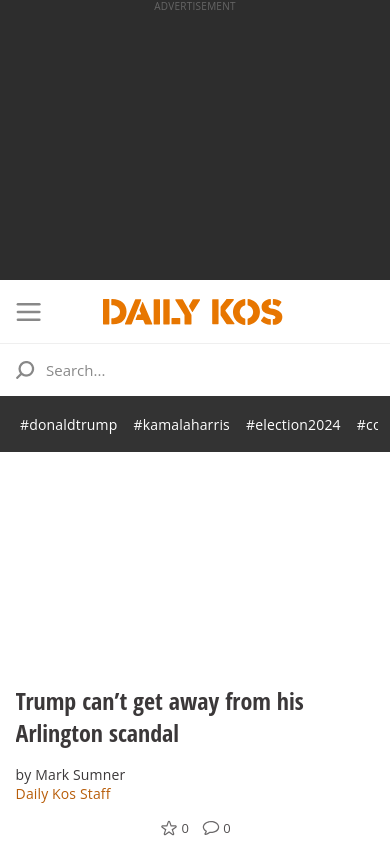 ADVERTISEMENT
DAILY KOS
Search...
#donaldtrump #kamalaharris #election2024
Trump can’t get away from his
Arlington scandal
by Mark Sumner
Daily Kos Staff
0 0